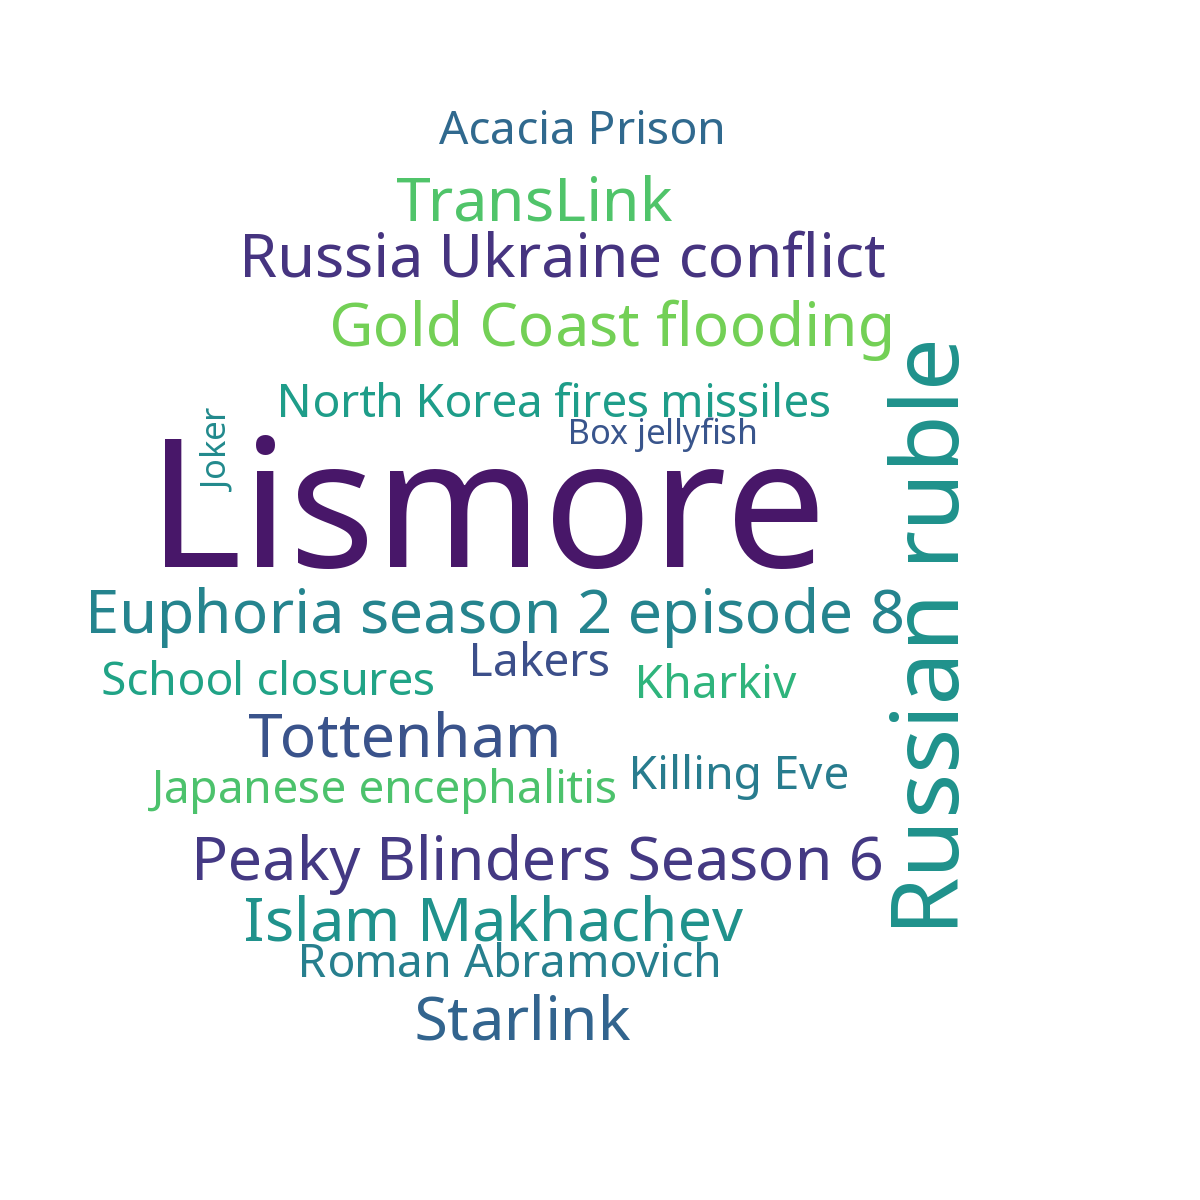 Acacia Prison
TransLink
Russia Ukraine conflict
Gold Coast flooding
North Korea fires missiles
Joker
Box jellyfish
Lismore
Russian ruble
Euphoria season 2 episode 8
Lakers
School closures
Kharkiv
Tottenham
Killing Eve
Japanese encephalitis
Peaky Blinders Season 6
Islam Makhachev
Roman Abramovich
Starlink